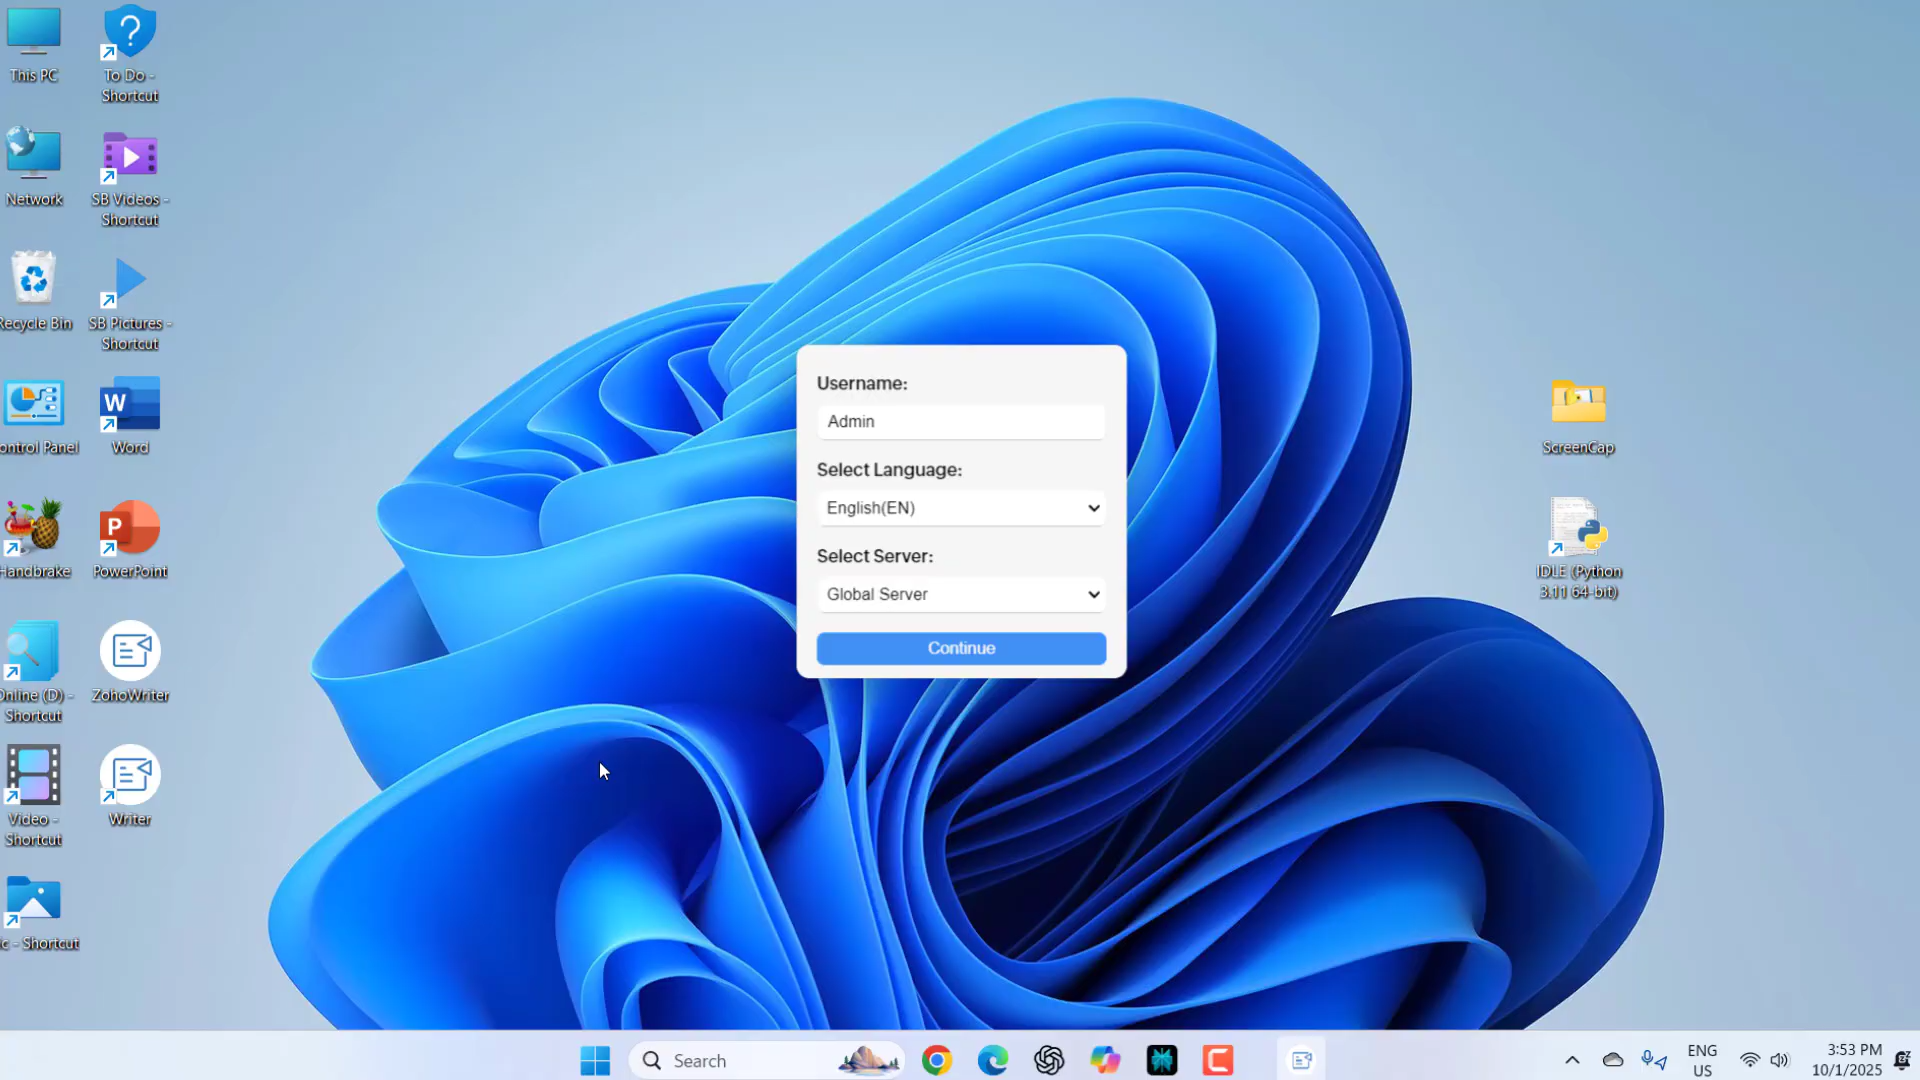 This PC
To Do -
Shortcut
Network
SB Videos -
Shortcut
Recycle Bin
SB Pictures -
Shortcut
ontrol Panel
W
Word
Handbrake
P
PowerPoint
Online (D) -
Shortcut
ZohoWriter
Video -
Shortcut
Writer
c - Shortcut
Username:
Admin
Select Language:
English(EN)
Select Server:
Global Server
Continue
ScreenCap
IDLE (Python
3.11 64-bit)
Search
ENG
US
3:53 PM
10/1/2025